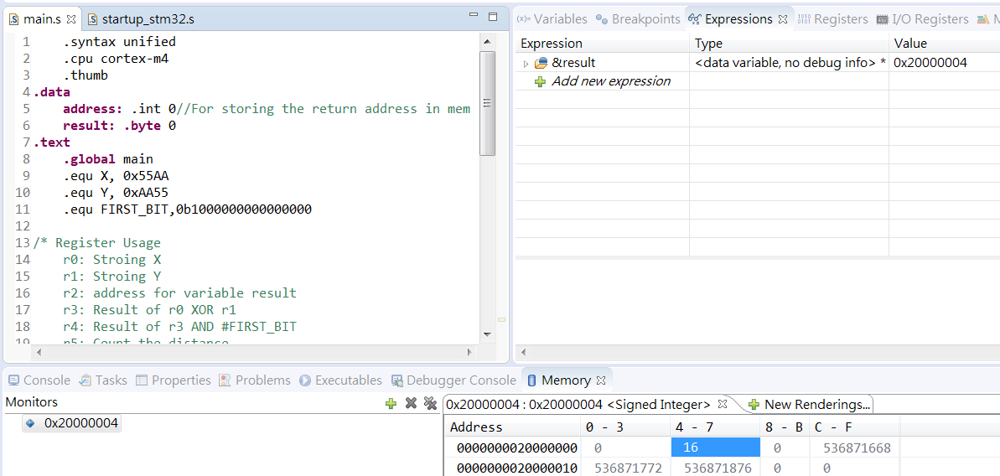 main.s
startup_stm32.s
1 .syntax unified
2 .cpu cortex-m4
3 .thumb
4 .data
5 address: .int 0//For storing the return address in mem
6 result: .byte 0
7 .text
8 .global main
9 .equ X, 0x55AA
10 .equ Y, 0xAA55
11 .equ FIRST_BIT,0b1000000000000000
12
13 /* Register Usage
14 r0: Stroing X
15 r1: Stroing Y
16 r2: address for variable result
17 r3: Result of r0 XOR r1
18 r4: Result of r3 AND #FIRST_BIT
19 r5: Count the distance
(x)= Variables Breakpoints Expressions Registers I/O Registers M
Expression Type Value
&result <data variable, no debug info> * 0x20000004
Add new expression
Console Tasks Properties Problems Executables Debugger Console Memory
Monitors
0x20000004
0x20000004 : 0x20000004 <Signed Integer> New Renderings...
Address 0 - 3 4 - 7 8 - B C - F
0000000020000000 0 16 0 536871668
0000000020000010 536871772 536871876 0 0